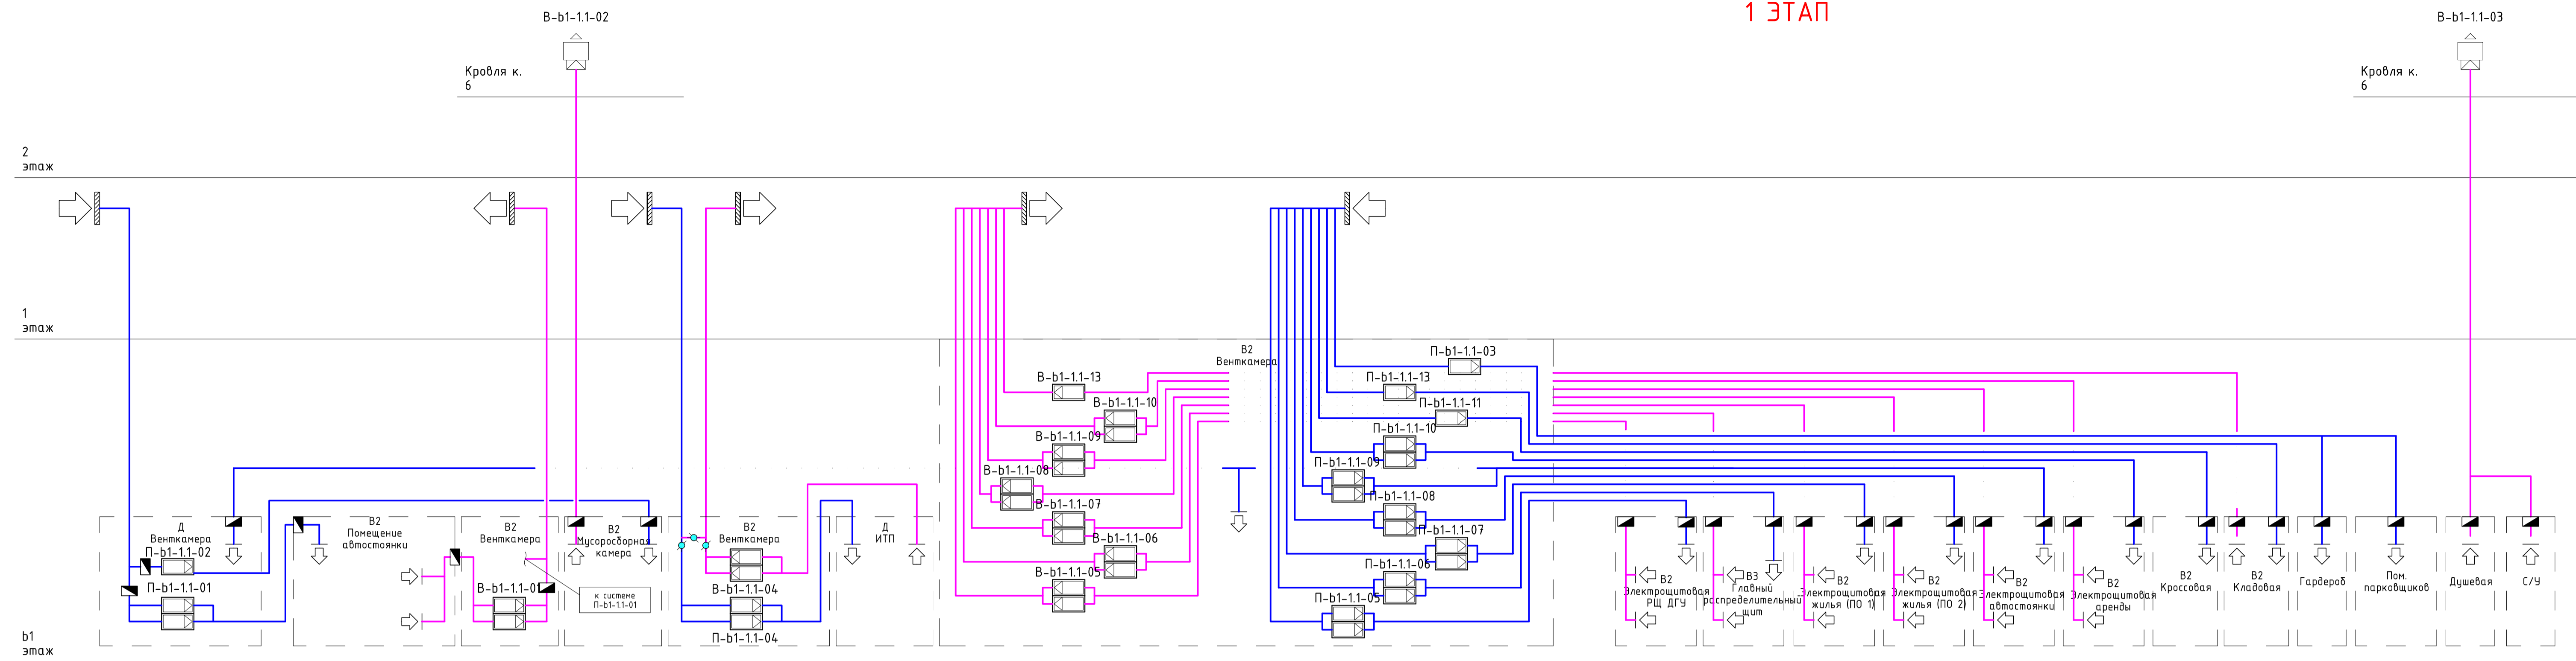 1 ЭТАП
В-b1-1.1-02
В-b1-1.1-03
Кровля к.
6
Кровля к.
6
2
этаж
1
этаж
В2
Венткамера
П-b1-1.1-03
В-b1-1.1-13
П-b1-1.1-13
В-b1-1.1-10
П-b1-1.1-11
В-b1-1.1-09
П-b1-1.1-10
В-b1-1.1-08
П-b1-1.1-09
В-b1-1.1-07
П-b1-1.1-08
В-b1-1.1-06
П-b1-1.1-07
В-b1-1.1-05
П-b1-1.1-06
П-b1-1.1-05
Д
Венткамера
П-b1-1.1-02
П-b1-1.1-01
В2
Помещение
автостоянки
В2
Венткамера
В-b1-1.1-01
к системе
П-b1-1.1-01
В2
Мусоросборная
камера
В2
Венткамера
В-b1-1.1-04
П-b1-1.1-04
Д
ИТП
В2
Электрощитовая
РЩ ДГУ
В3
Главный
распределительный
щит
В2
Электрощитовая
жилья (ПО 1)
В2
Электрощитовая
жилья (ПО 2)
В2
Электрощитовая
автостоянки
В2
Электрощитовая
аренды
В2
Кроссовая
В2
Кладовая
Гардероб
Пом.
парковщиков
Душевая
С/У
b1
этаж